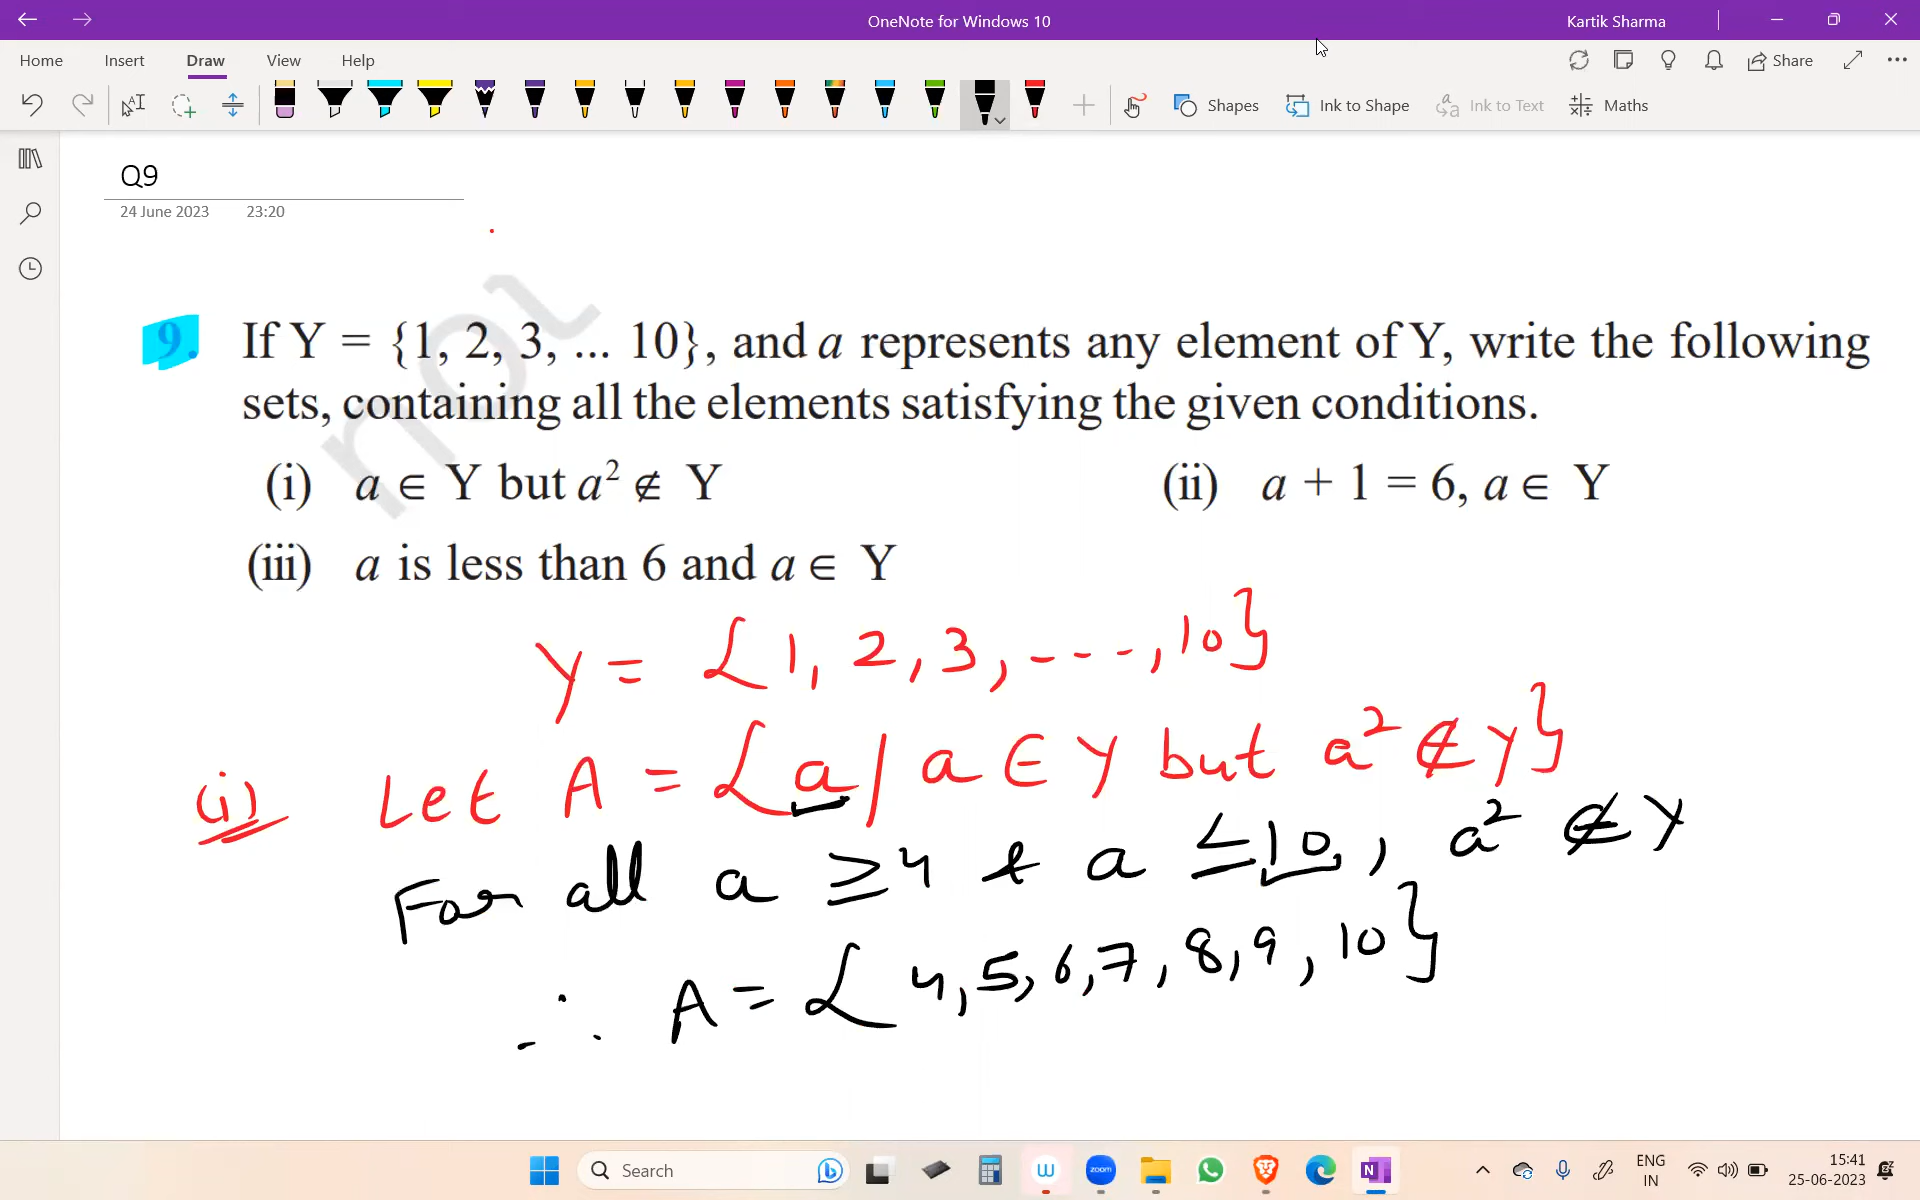 OneNote for Windows 10
Kartik Sharma
Home Insert Draw View Help
Share
Shapes Ink to Shape Ink to Text Maths
Q9
24 June 2023 23:20
not
9. If Y = {1, 2, 3, ... 10}, and a represents any element of Y, write the following
sets, containing all the elements satisfying the given conditions.
(i) a ∈ Y but a² ∉ Y (ii) a + 1 = 6, a ∈ Y
(iii) a is less than 6 and a ∈ Y
Y = {1, 2, 3, ----, 10}
(i) Let A = {a / a ∈ Y but a² ∉ Y}
For all a ≥ 4 & a ≤ 10, a² ∉ Y
∴ A = {4, 5, 6, 7, 8, 9, 10}
Search
zoom
ENG
IN
15:41
25-06-2023